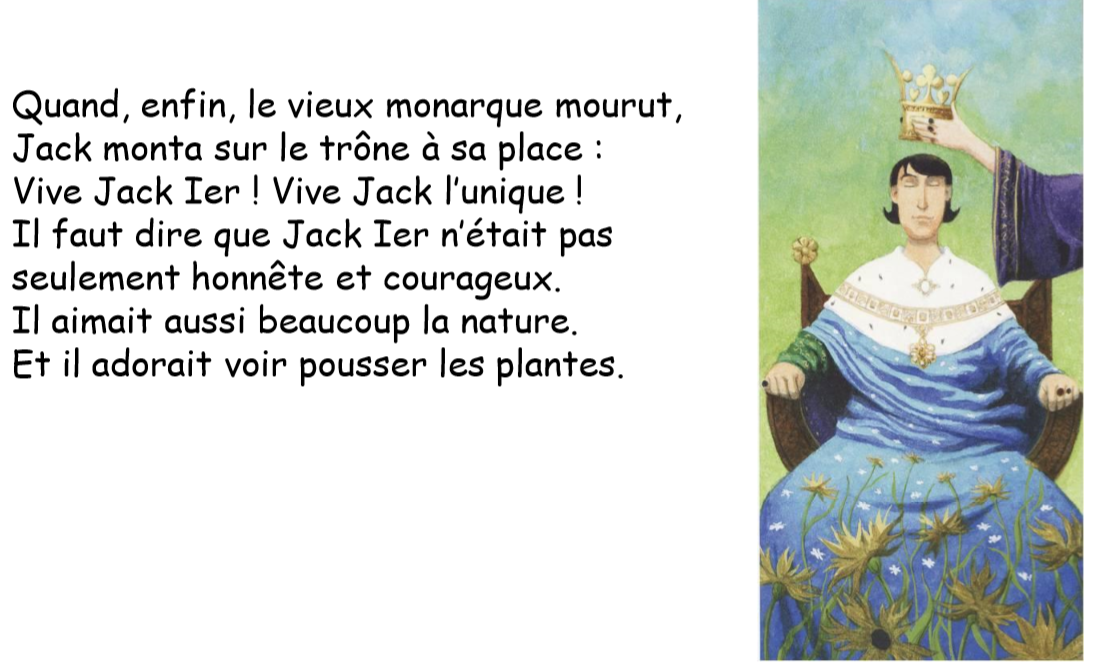 Quand, enfin, le vieux monarque mourut,
Jack monta sur le trône à sa place :
Vive Jack Ier ! Vive Jack l'unique !
Il faut dire que Jack Ier n'était pas
seulement honnête et courageux.
Il aimait aussi beaucoup la nature.
Et il adorait voir pousser les plantes.